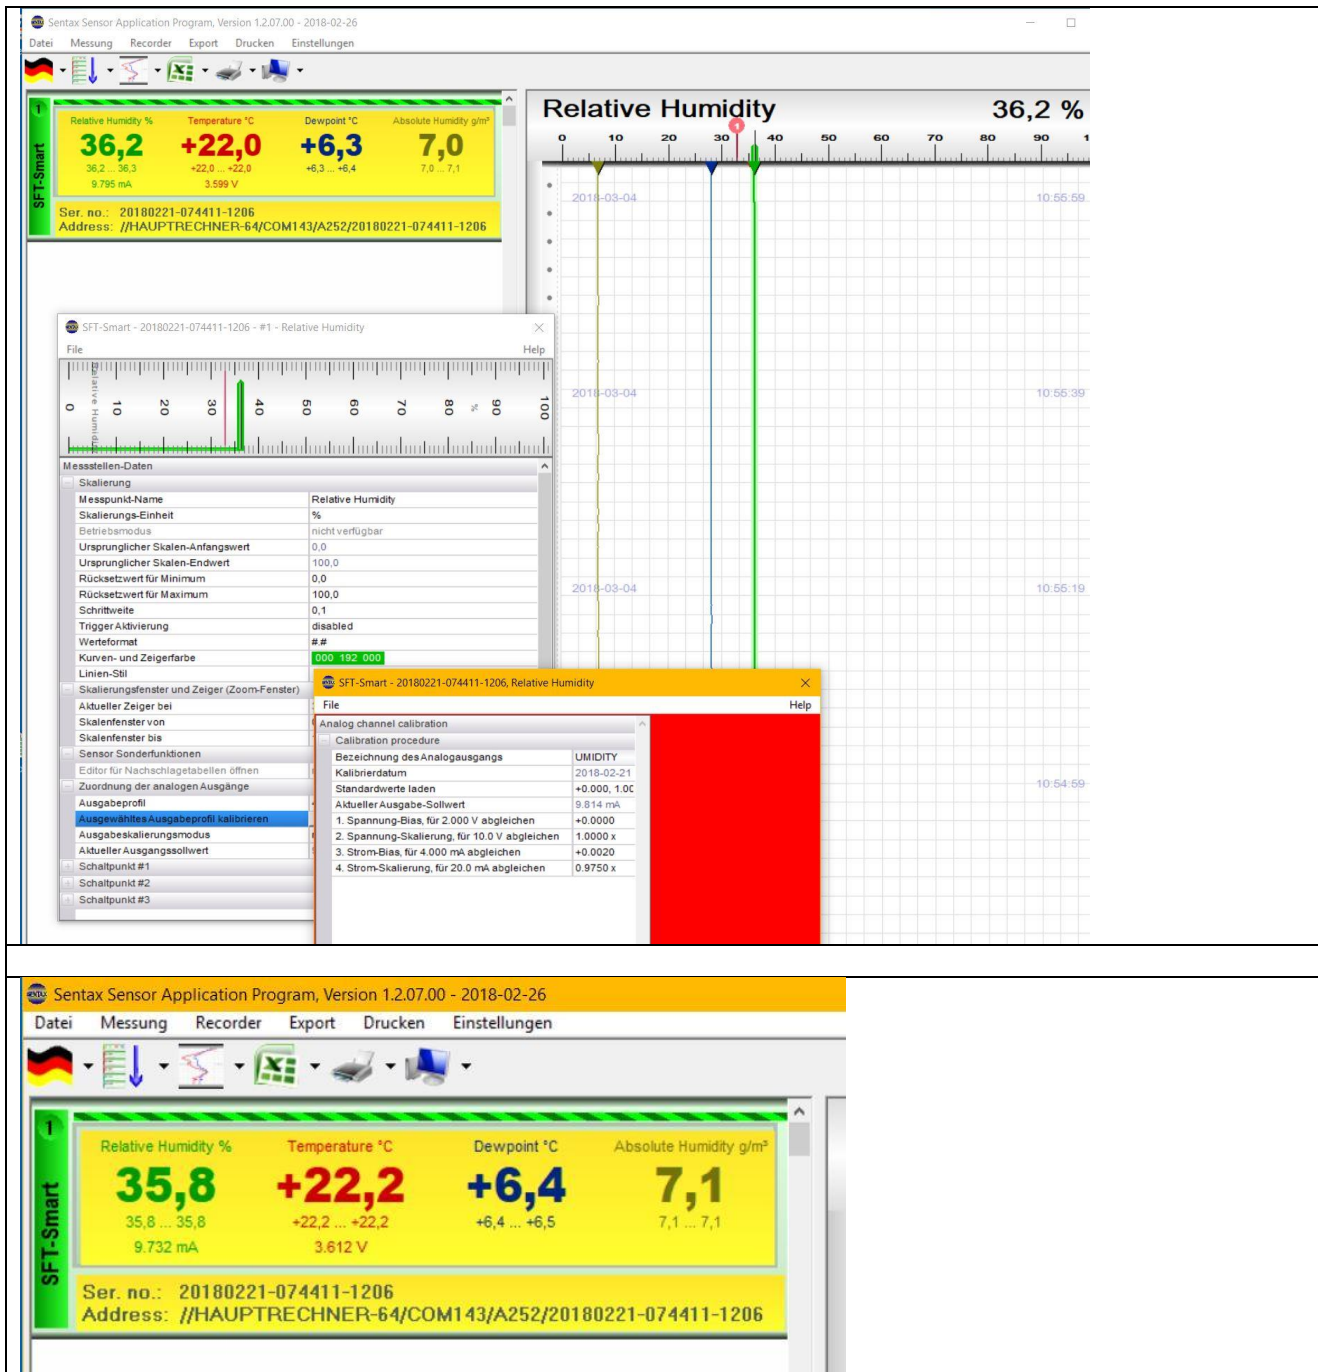 Sentax Sensor Application Program, Version 1.2.07.00 - 2018-02-26
Datei Messung Recorder Export Drucken Einstellungen
1
SFT-Smart
Relative Humidity % Temperature °C Dewpoint °C Absolute Humidity g/m³
36,2 +22,0 +6,3 7,0
36,2 ... 36,3 +22,0 ... +22,0 +6,3 ... +6,4 7,0 ... 7,1
9.795 mA 3.599 V
Ser. no.: 20180221-074411-1206
Address: //HAUPTRECHNER-64/COM143/A252/20180221-074411-1206
Relative Humidity 36,2 %
1
0 10 20 30 40 50 60 70 80 90 1
2018-03-04 10:55:59
2018-03-04 10:55:39
2018-03-04 10:55:19
10:54:59
SFT-Smart - 20180221-074411-1206 - #1 - Relative Humidity
File Help
Relative Humidity
0 10 20 30 40 50 60 70 80 % 90 100
Messstellen-Daten
Skalierung
Messpunkt-Name Relative Humidity
Skalierungs-Einheit %
Betriebsmodus nicht verfügbar
Ursprunglicher Skalen-Anfangswert 0,0
Ursprunglicher Skalen-Endwert 100,0
Rücksetzwert für Minimum 0,0
Rücksetzwert für Maximum 100,0
Schrittweite 0,1
Trigger Aktivierung disabled
Werteformat #.#
Kurven- und Zeigerfarbe 000 192 000
Linien-Stil
Skalierungsfenster und Zeiger (Zoom-Fenster)
Aktueller Zeiger bei
Skalenfenster von
Skalenfenster bis
Sensor Sonderfunktionen
Editor für Nachschlagetabellen öffnen
Zuordnung der analogen Ausgänge
Ausgabeprofil
Ausgewähltes Ausgabeprofil kalibrieren
Ausgabeskalierungsmodus
Aktueller Ausgangssollwert
Schaltpunkt #1
Schaltpunkt #2
Schaltpunkt #3
SFT-Smart - 20180221-074411-1206, Relative Humidity
File Help
Analog channel calibration
Calibration procedure
Bezeichnung des Analogausgangs UMIDITY
Kalibrierdatum 2018-02-21
Standardwerte laden +0.000, 1.00
Aktueller Ausgabe-Sollwert 9.814 mA
1. Spannung-Bias, für 2.000 V abgleichen +0.0000
2. Spannung-Skalierung, für 10.0 V abgleichen 1.0000 x
3. Strom-Bias, für 4.000 mA abgleichen +0.0020
4. Strom-Skalierung, für 20.0 mA abgleichen 0.9750 x
Sentax Sensor Application Program, Version 1.2.07.00 - 2018-02-26
Datei Messung Recorder Export Drucken Einstellungen
1
SFT-Smart
Relative Humidity % Temperature °C Dewpoint °C Absolute Humidity g/m³
35,8 +22,2 +6,4 7,1
35,8 ... 35,8 +22,2 ... +22,2 +6,4 ... +6,5 7,1 ... 7,1
9.732 mA 3.612 V
Ser. no.: 20180221-074411-1206
Address: //HAUPTRECHNER-64/COM143/A252/20180221-074411-1206